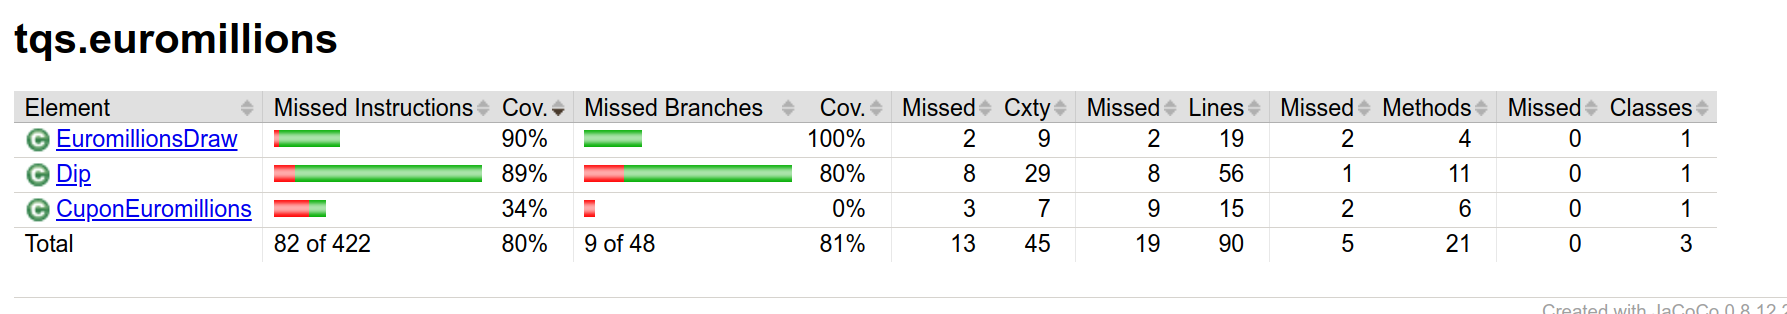 tqs.euromillions
Element Missed Instructions Cov. Missed Branches Cov. Missed Cxty Missed Lines Missed Methods Missed Classes
C EuromillionsDraw 90% 100% 2 9 2 19 2 4 0 1
C Dip 89% 80% 8 29 8 56 1 11 0 1
C CuponEuromillions 34% 0% 3 7 9 15 2 6 0 1
Total 82 of 422 80% 9 of 48 81% 13 45 19 90 5 21 0 3
Created with JaCoCo 0.8.12.2